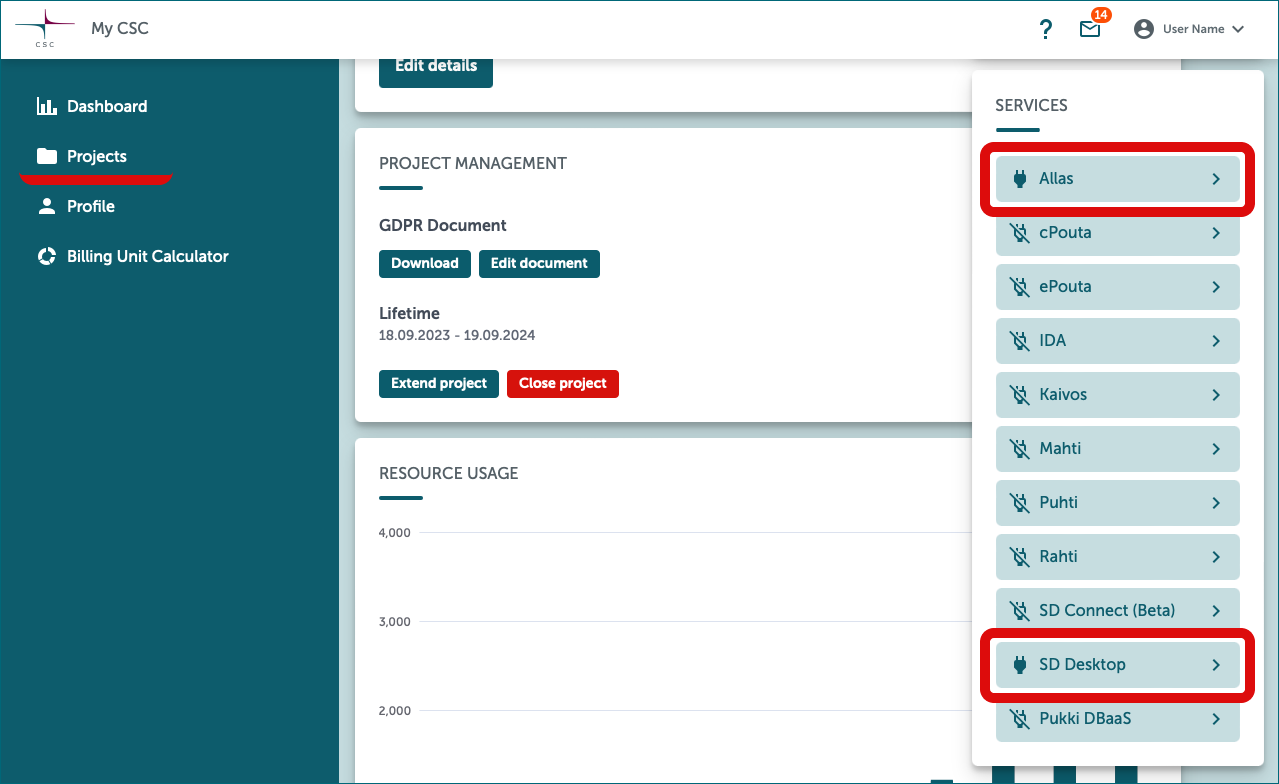 CSC
My CSC
14
User Name
Dashboard
Projects
Profile
Billing Unit Calculator
Edit details
PROJECT MANAGEMENT
GDPR Document
Download
Edit document
Lifetime
18.09.2023 - 19.09.2024
Extend project
Close project
RESOURCE USAGE
4,000
3,000
2,000
SERVICES
Allas
cPouta
ePouta
IDA
Kaivos
Mahti
Puhti
Rahti
SD Connect (Beta)
SD Desktop
Pukki DBaaS